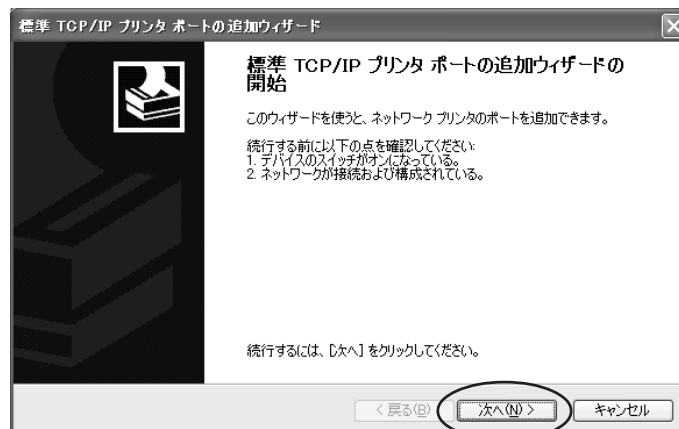 標準 TCP/IP プリンタ ポートの追加ウィザード
標準 TCP/IP プリンタ ポートの追加ウィザードの
開始
このウィザードを使うと、ネットワーク プリンタのポートを追加できます。
続行する前に以下の点を確認してください:
1. デバイスのスイッチがオンになっている。
2. ネットワークが接続および構成されている。
続行するには、[次へ] をクリックしてください。
< 戻る(B)
次へ(N) >
キャンセル